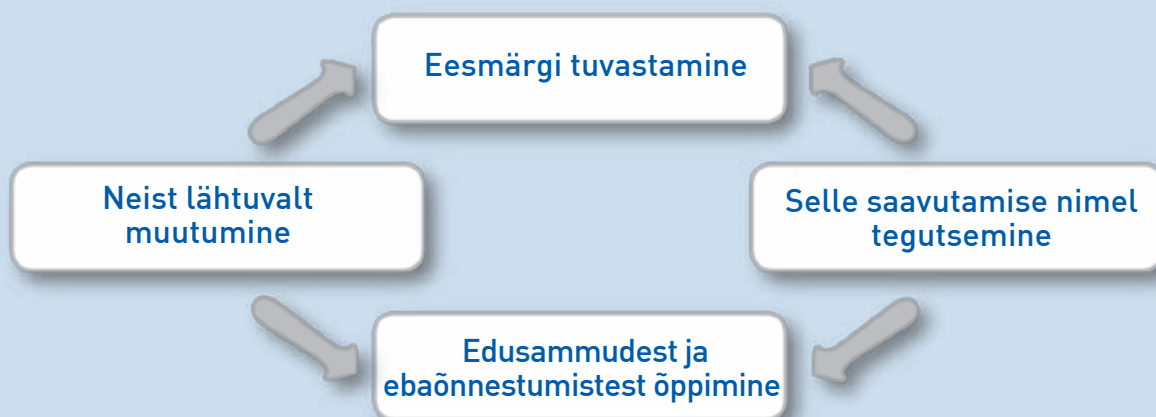 Eesmärgi tuvastamine
Neist lähtuvalt
muutumine
Selle saavutamise nimel
tegutsemine
Edusammudest ja
ebaõnnestumistest õppimine